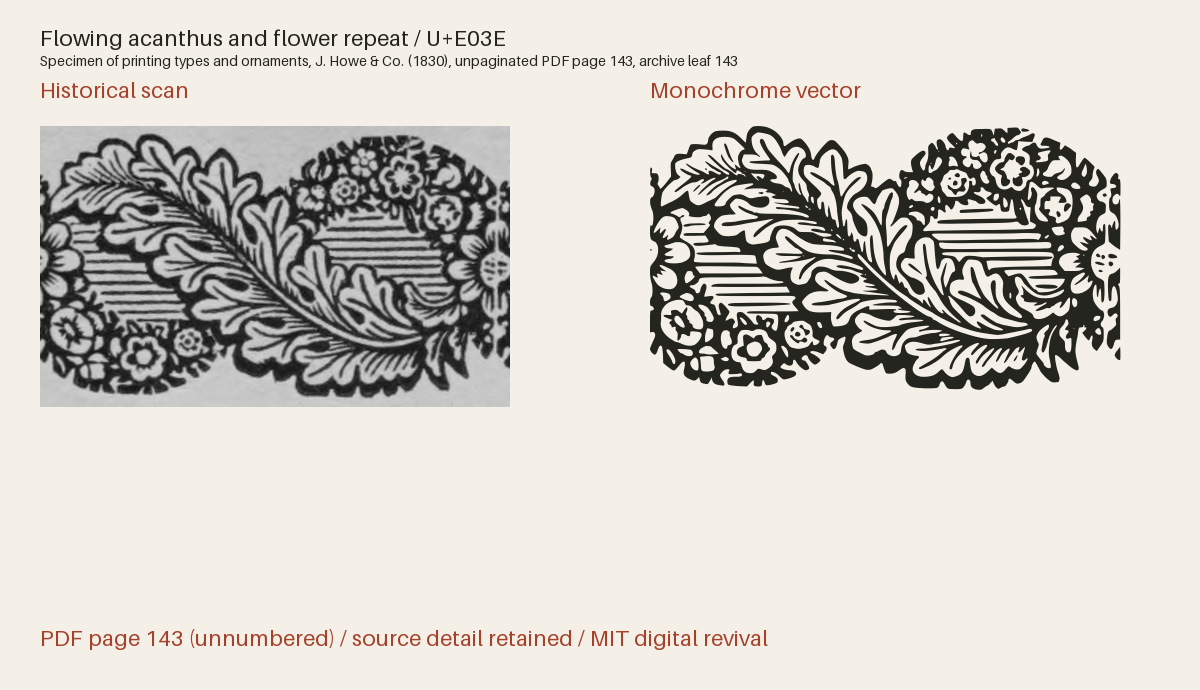 Flowing acanthus and flower repeat / U+E03E
Specimen of printing types and ornaments, J. Howe & Co. (1830), unpaginated PDF page 143, archive leaf 143
Historical scan
Monochrome vector
PDF page 143 (unnumbered) / source detail retained / MIT digital revival